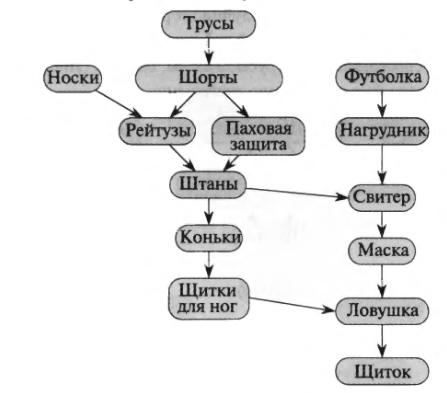 Трусы
Носки
Шорты
Футболка
Рейтузы
Паховая
защита
Нагрудник
Штаны
Свитер
Коньки
Маска
Щитки
для ног
Ловушка
Щиток